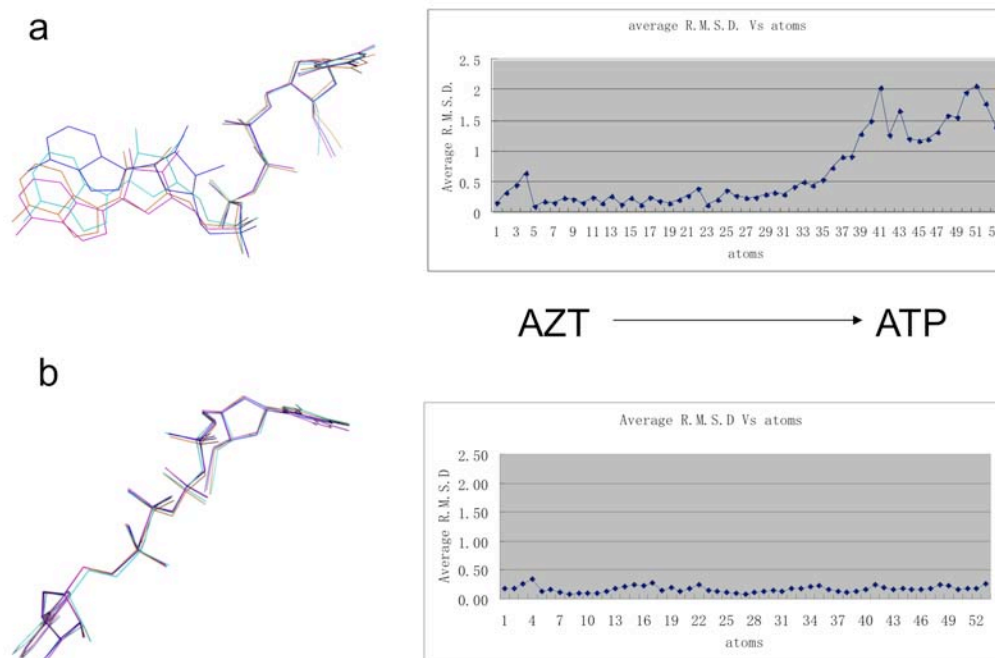 a
average R.M.S.D. Vs atoms
2.5
2
1.5
1
0.5
0
Average R.M.S.D.
1 3 5 7 9 11 13 15 17 19 21 23 25 27 29 31 33 35 37 39 41 43 45 47 49 51
atoms
AZT ATP
b
Average R.M.S.D Vs atoms
2.50
2.00
1.50
1.00
0.50
0.00
Average R.M.S.D
1 4 7 10 13 16 19 22 25 28 31 34 37 40 43 46 49 52
atoms